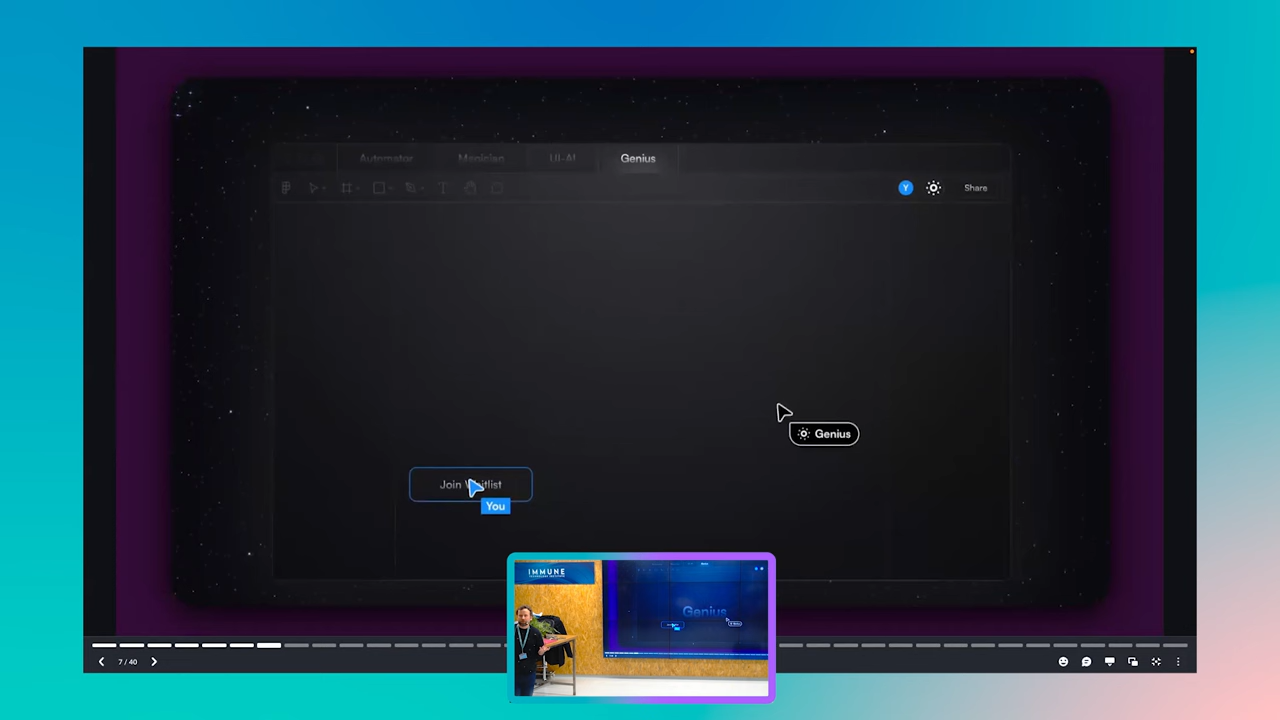 Automator Magician UI-AI Genius
Y Share
Genius
Join Waitlist
You
IMMUNE
Genius
7 / 40